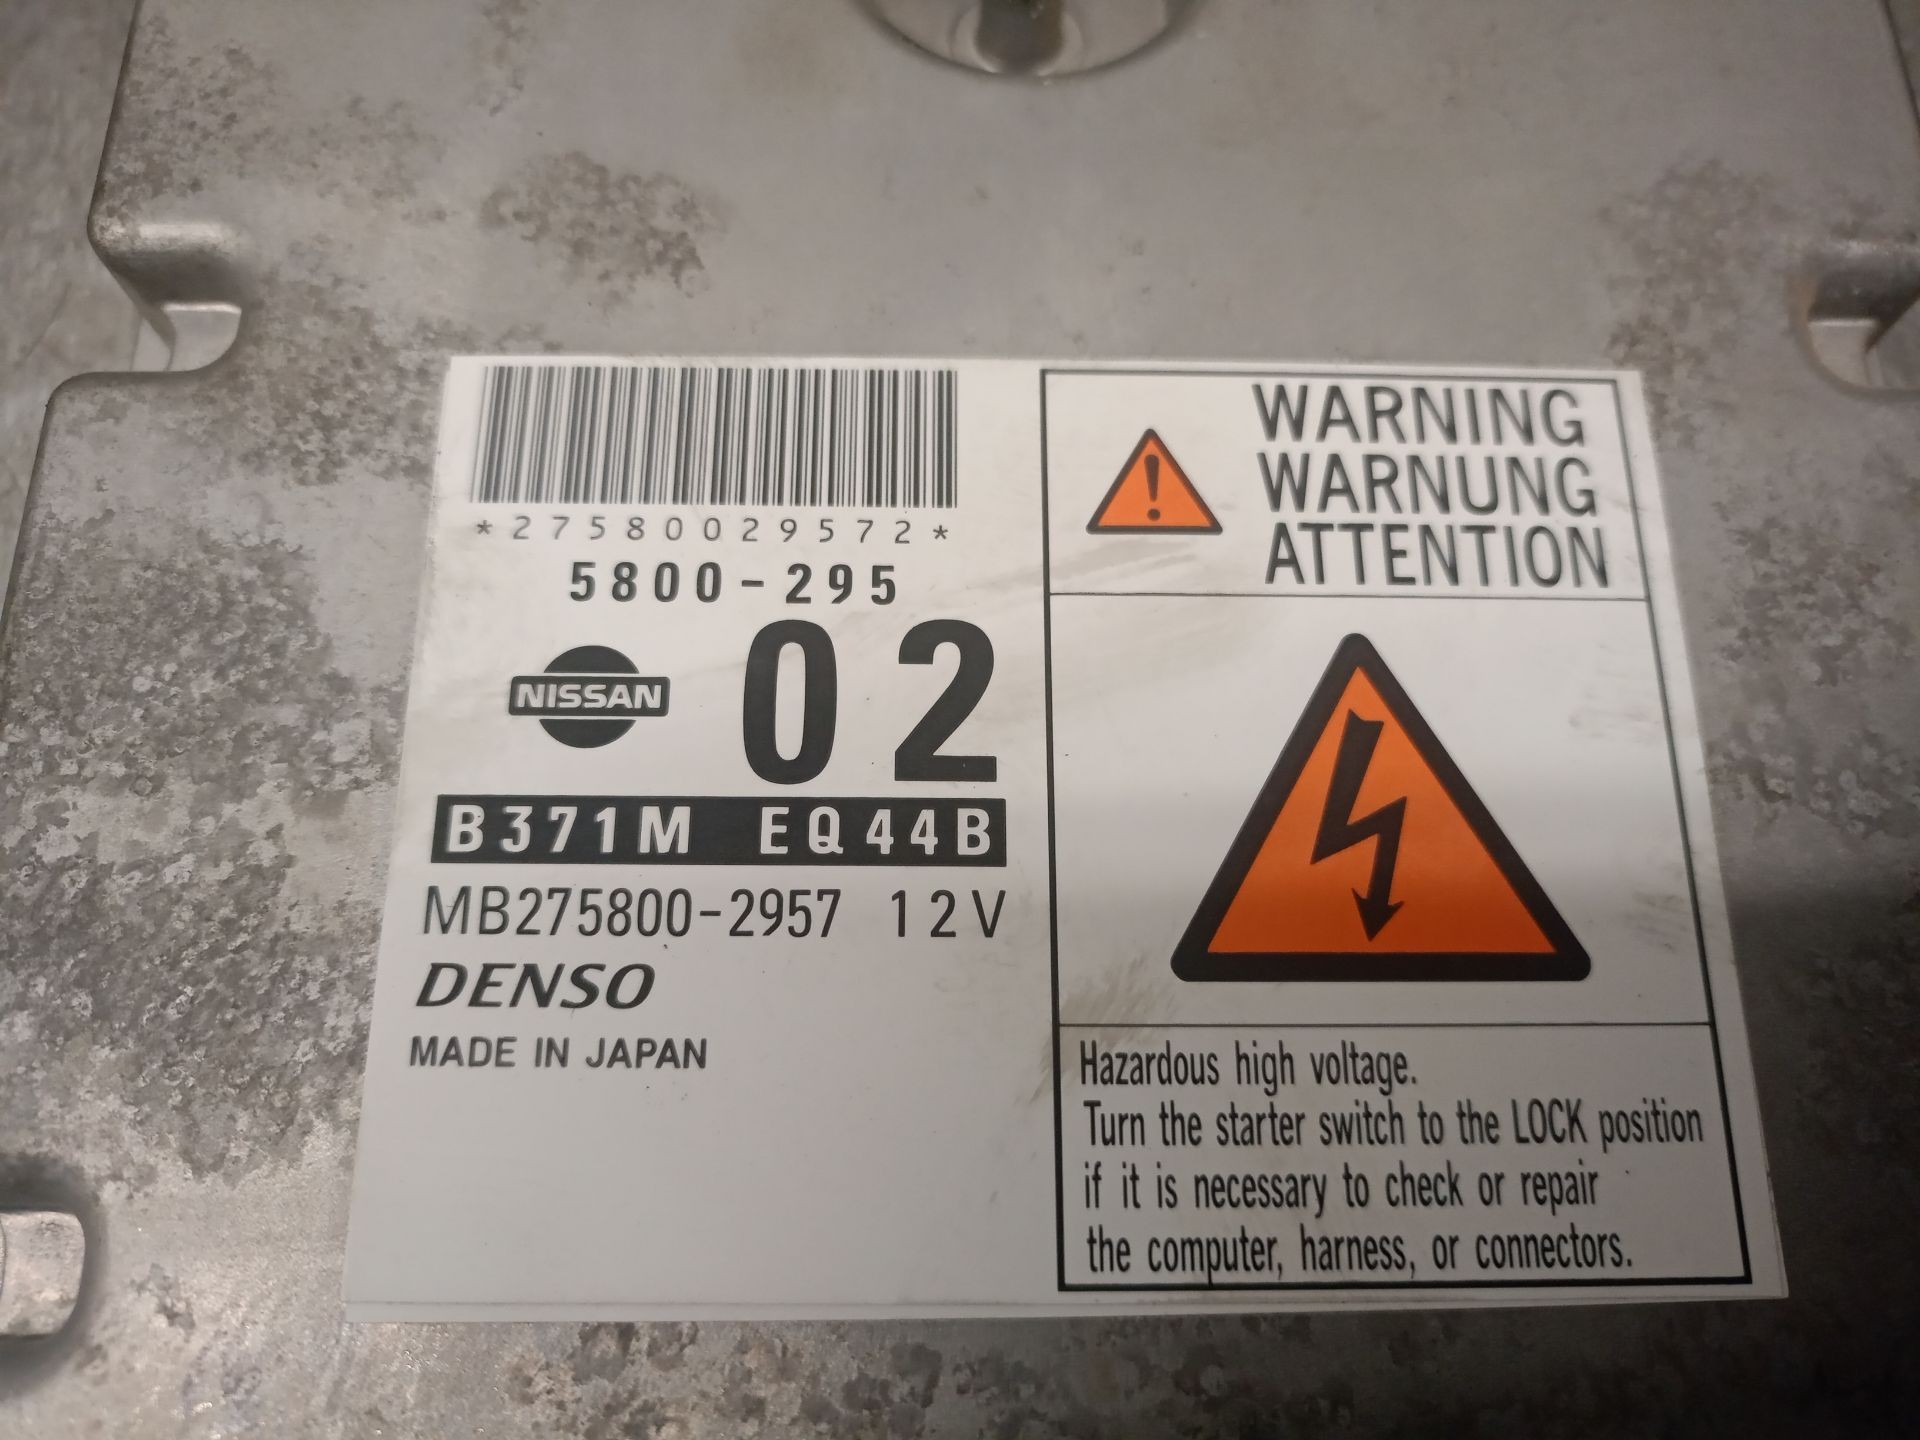 *27580029572*
5800-295
NISSAN
02
B371M EQ44B
MB275800-2957 12V
DENSO
MADE IN JAPAN
WARNING
WARNUNG
ATTENTION
Hazardous high voltage.
Turn the starter switch to the LOCK position
if it is necessary to check or repair
the computer, harness, or connectors.